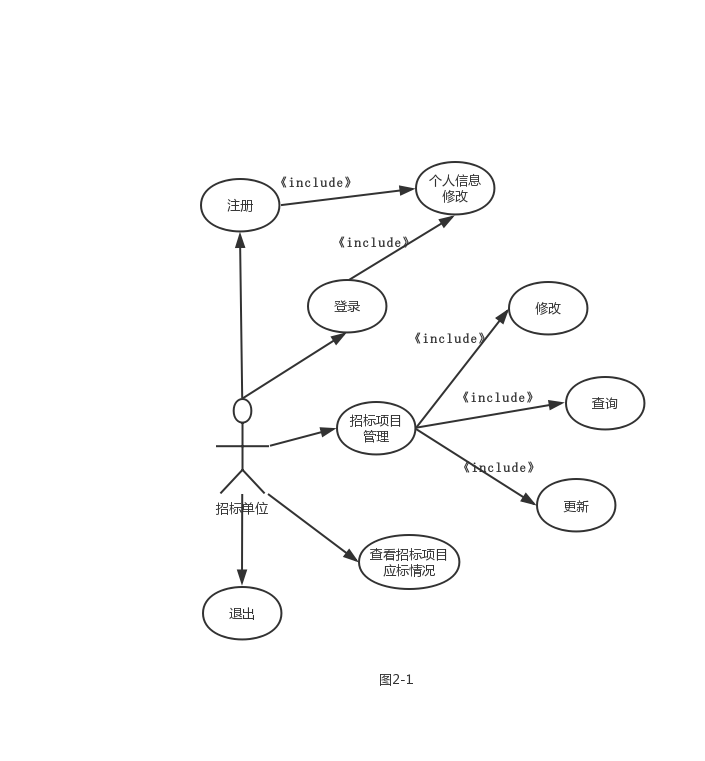 《include》
个人信息
修改
注册
《include》
登录
修改
《include》
《include》
查询
招标项目
管理
《include》
更新
招标单位
查看招标项目
应标情况
退出
图2-1